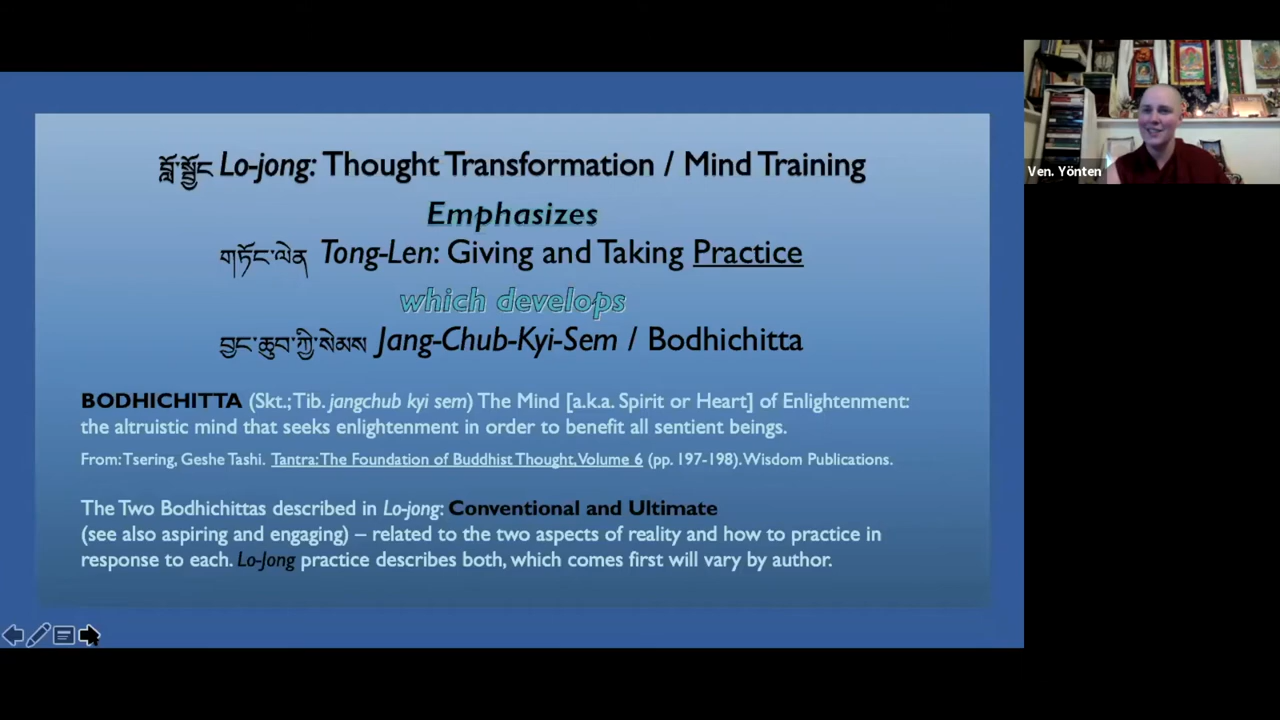 བློ་སྦྱོང Lo-jong: Thought Transformation / Mind Training
Emphasizes
གཏོང་ལེན Tong-Len: Giving and Taking Practice
which develops
བྱང་ཆུབ་ཀྱི་སེམས Jang-Chub-Kyi-Sem / Bodhichitta
BODHICHITTA (Skt.; Tib. jangchub kyi sem) The Mind [a.k.a. Spirit or Heart] of Enlightenment:
the altruistic mind that seeks enlightenment in order to benefit all sentient beings.
From: Tsering, Geshe Tashi. Tantra: The Foundation of Buddhist Thought, Volume 6 (pp. 197-198). Wisdom Publications.
The Two Bodhichittas described in Lo-jong: Conventional and Ultimate
(see also aspiring and engaging) – related to the two aspects of reality and how to practice in
response to each. Lo-Jong practice describes both, which comes first will vary by author.
Ven. Yönten